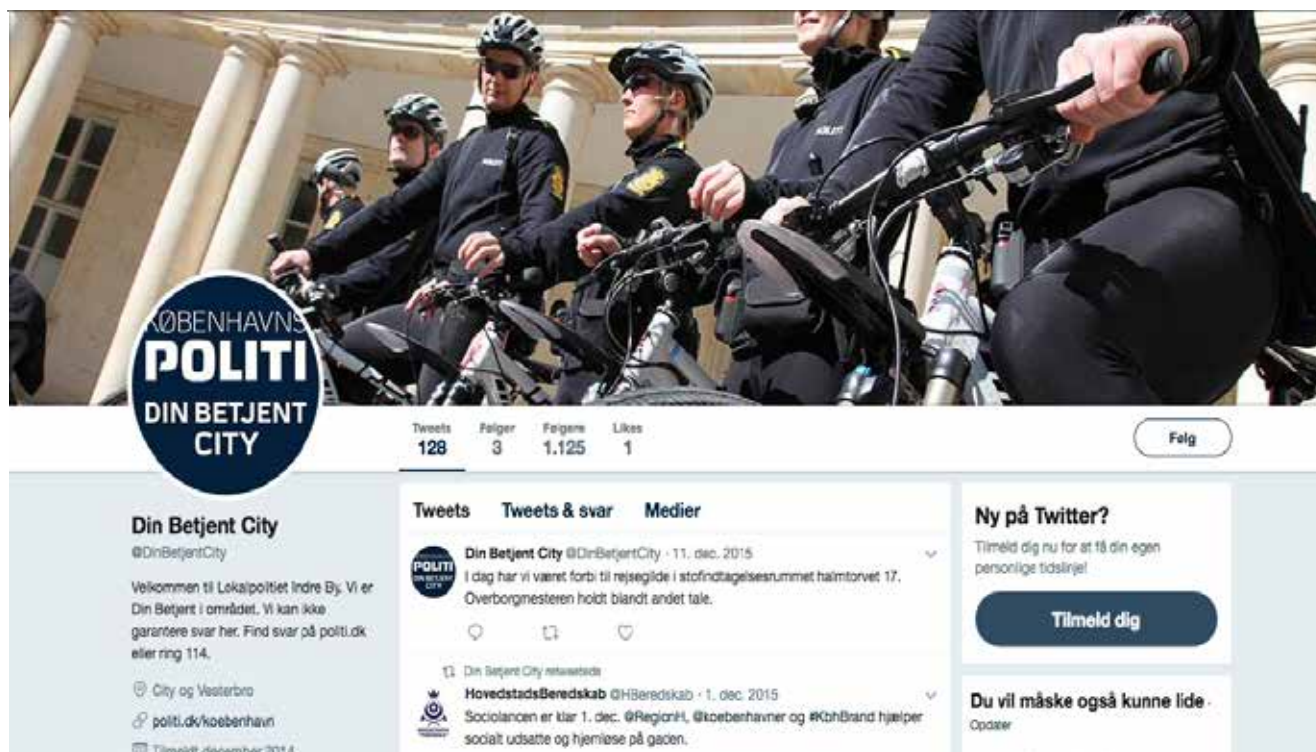 POLITI
POLITI
KØBENHAVNS
POLITI
DIN BETJENT
CITY
Tweets Følger Følgere Likes
128 3 1.125 1
Følg
Din Betjent City
@DinBetjentCity
Velkommen til Lokalpolitiet Indre By. Vi er
Din Betjent i området. Vi kan ikke
garantere svar her. Find svar på politi.dk
eller ring 114.
City og Vesterbro
politi.dk/koebenhavn
Tilmeldt december 2014
Tweets Tweets & svar Medier
POLITI
Din Betjent City @DinBetjentCity · 11. dec. 2015
I dag har vi været forbi til rejsegilde i stofindtagelsesrummet halmtorvet 17.
Overborgmesteren holdt blandt andet tale.
Din Betjent City retweetede
HovedstadsBeredskab @HBeredskab · 1. dec. 2015
Sociolancen er klar 1. dec. @RegionH, @koebenhavner og #KbhBrand hjælper
socialt udsatte og hjemløse på gaden.
Ny på Twitter?
Tilmeld dig nu for at få din egen
personlige tidslinje!
Tilmeld dig
Du vil måske også kunne lide ·
Opdater